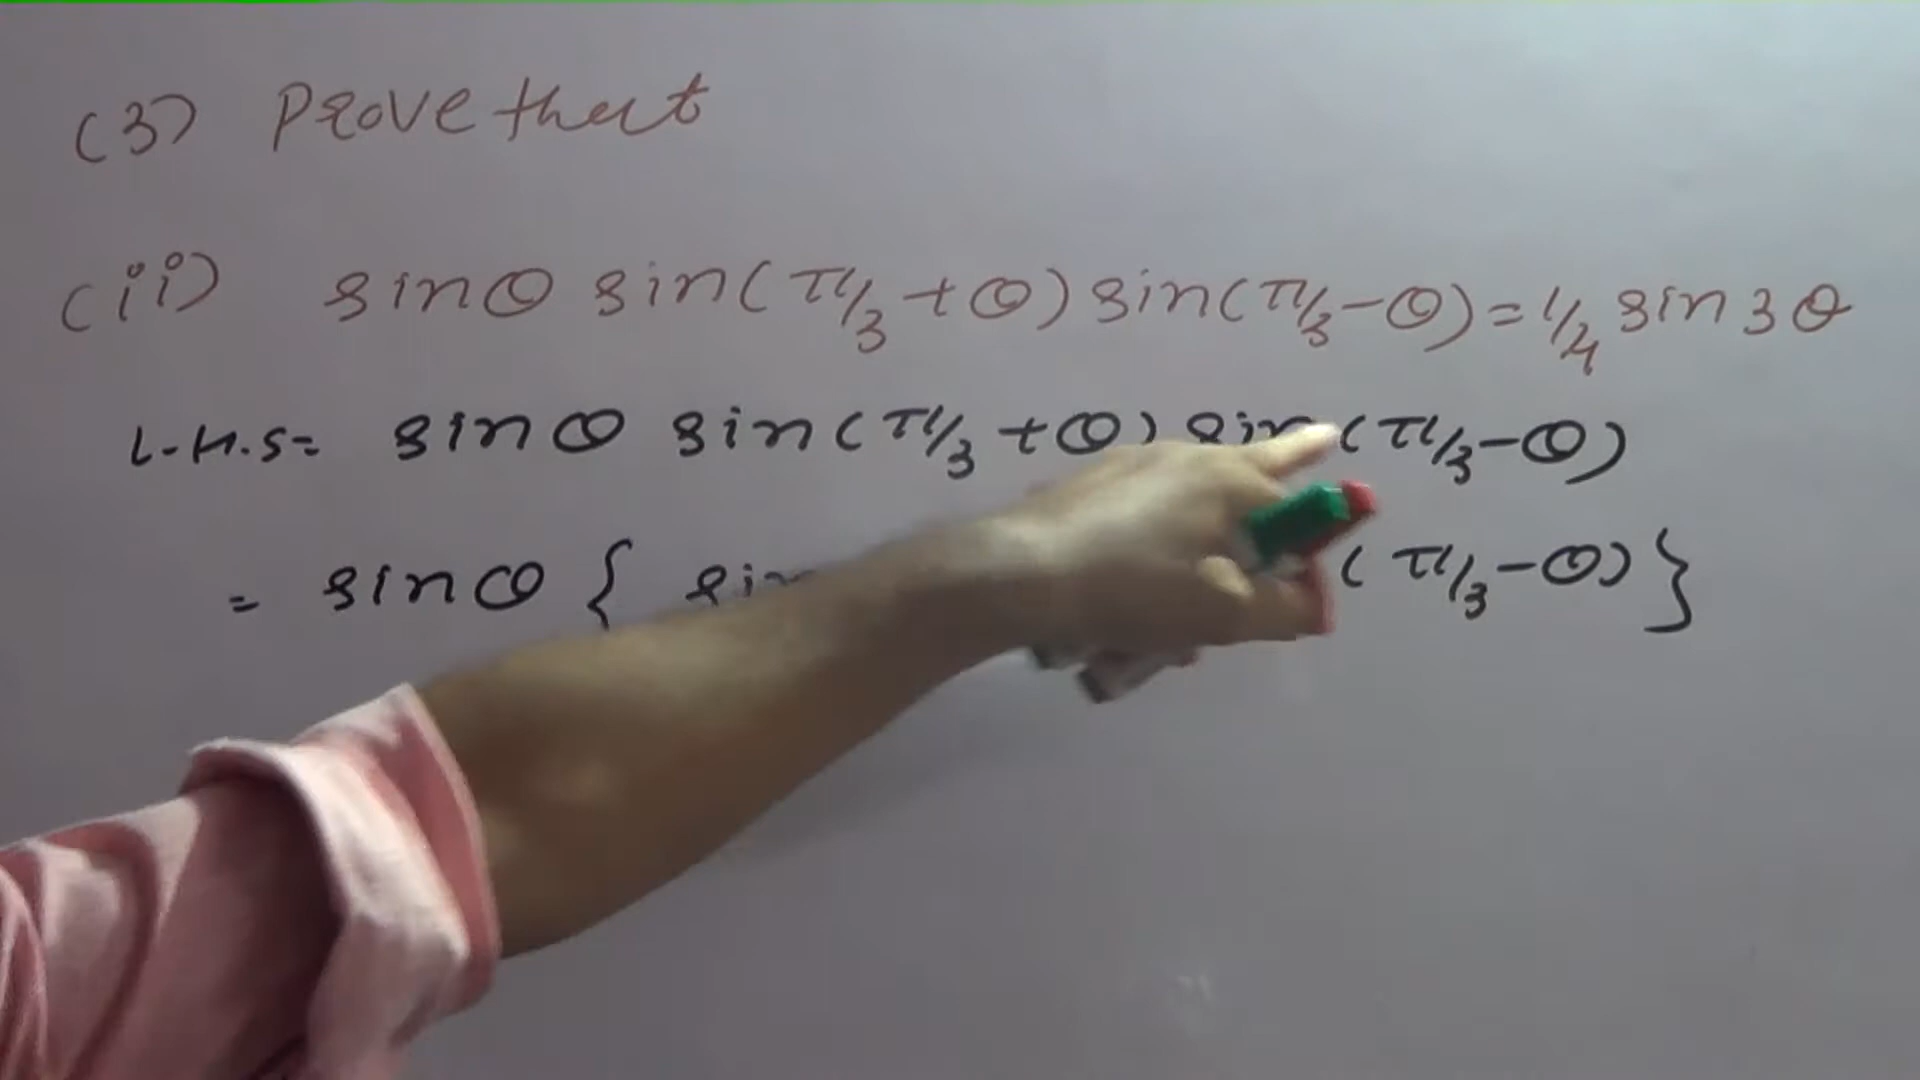 (3) Prove that
(ii) sinθ sin(π/3+θ) sin(π/3-θ)=1/4 sin3θ
L.H.S= sinθ sin(π/3+θ) sin(π/3-θ)
= sinθ { sin (π/3-θ)}